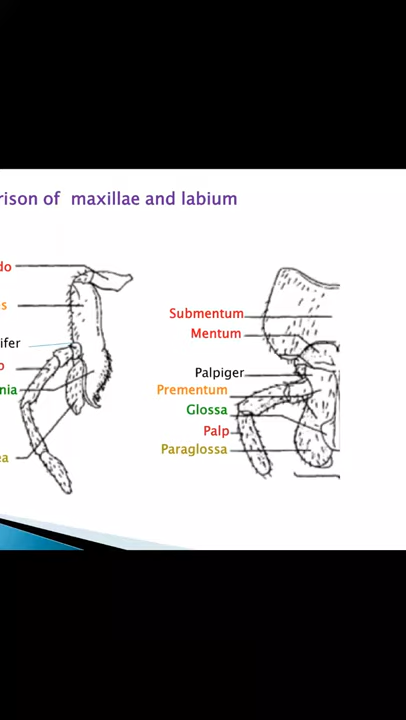 rison of maxillae and labium
do
s
ifer
p
nia
ea
Submentum
Mentum
Palpiger
Prementum
Glossa
Palp
Paraglossa